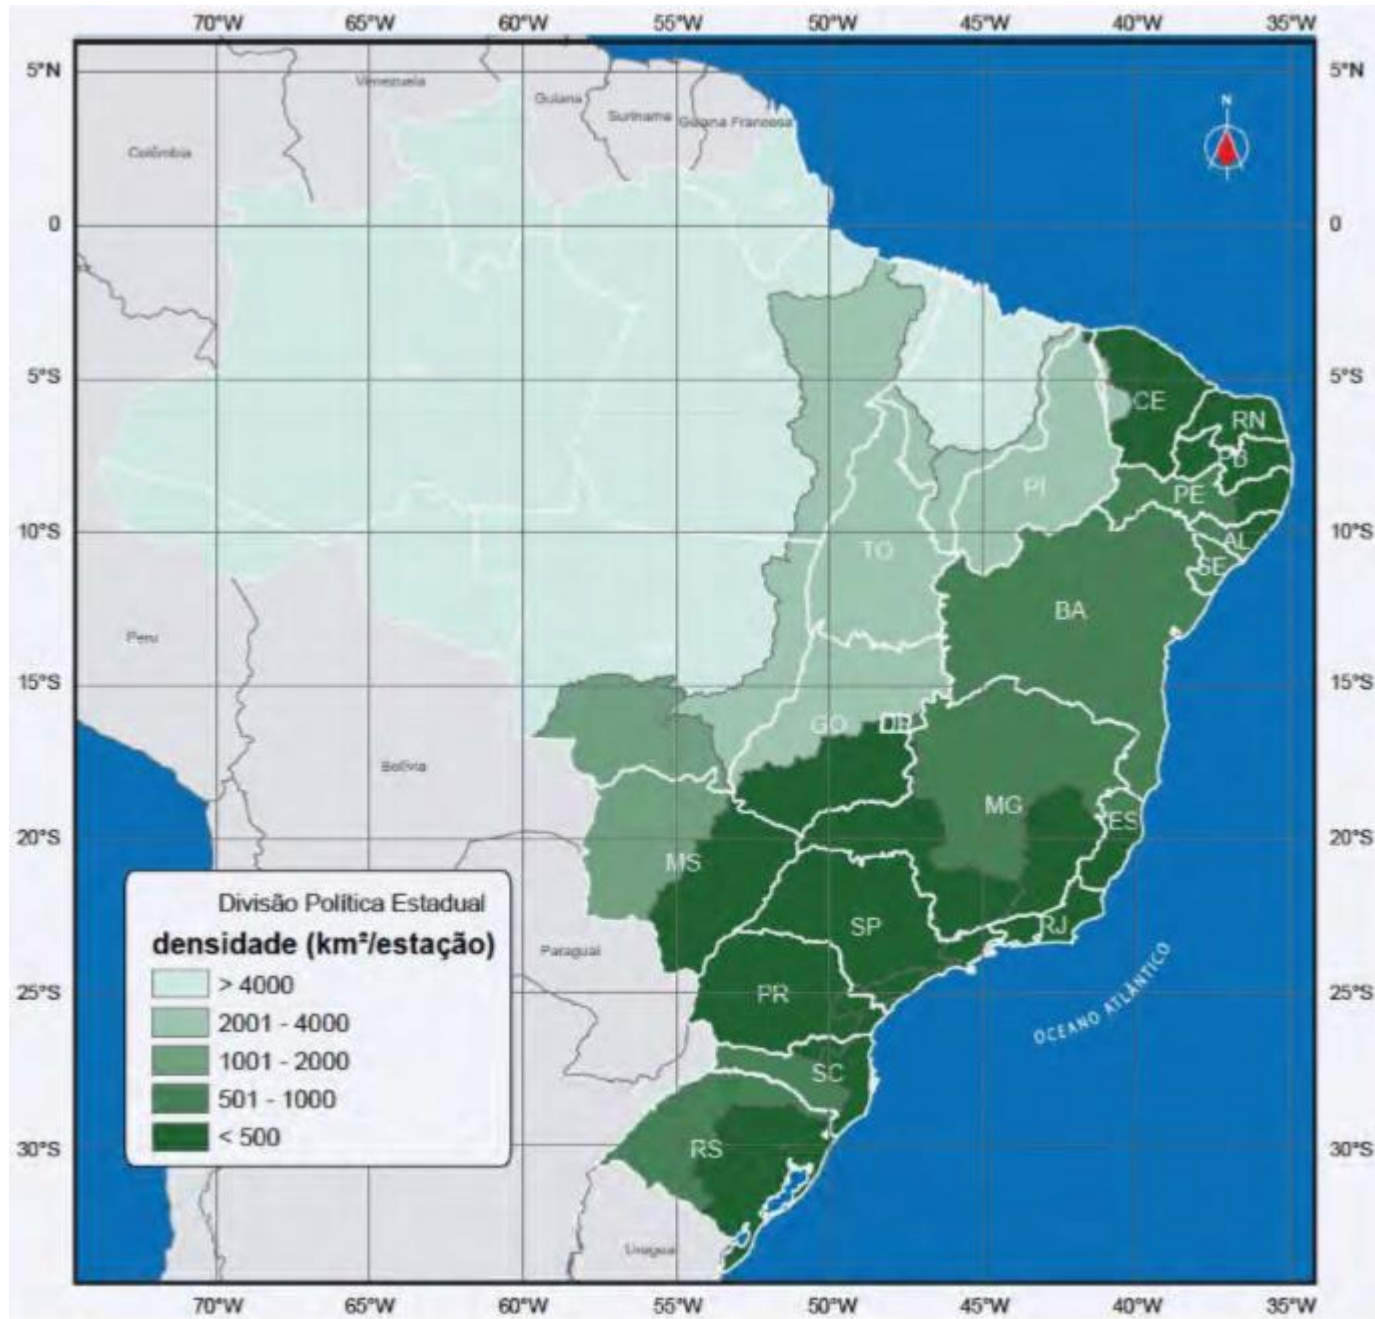 70°W 65°W 60°W 55°W 50°W 45°W 40°W 35°W
5°N 5°N
Venezuela
Guiana
Suriname
Guiana Francesa
N
Colômbia
0 0
5°S 5°S
CE
RN
PB
PI
PE
10°S 10°S
AL
TO
SE
BA
Peru
15°S 15°S
GO
DF
Bolívia
MG
ES
20°S 20°S
MS
Divisão Política Estadual
densidade (km²/estação)
> 4000
2001 - 4000
1001 - 2000
501 - 1000
< 500
SP
RJ
Paraguai
OCEANO ATLÂNTICO
PR
25°S 25°S
SC
RS
30°S 30°S
70°W 65°W 60°W 55°W 50°W 45°W 40°W 35°W